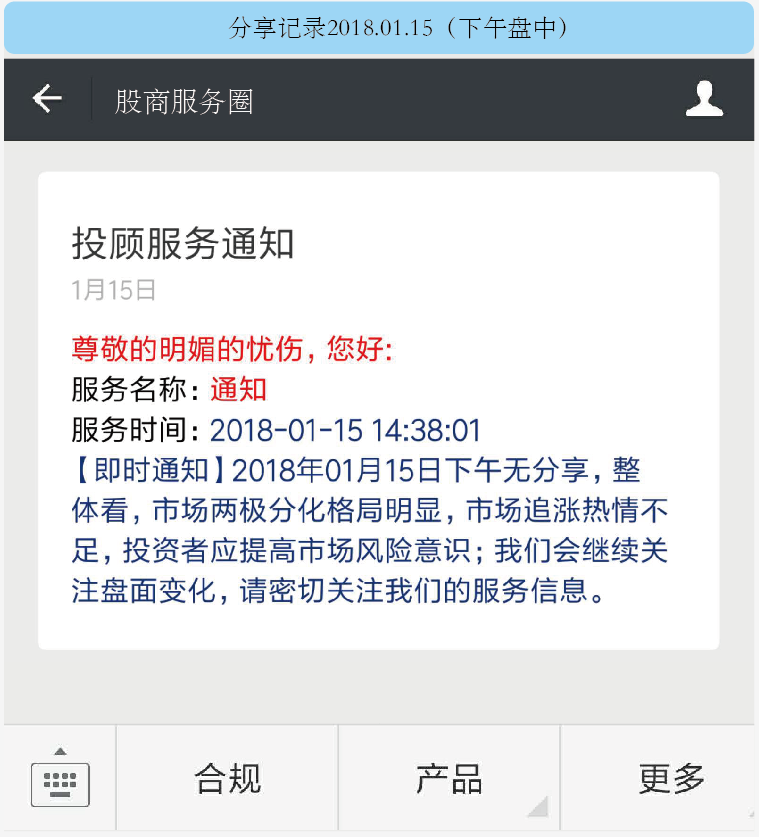 分享记录2018.01.15（下午盘中）
股商服务圈
投顾服务通知
1月15日
尊敬的明媚的忧伤，您好:
服务名称：通知
服务时间：2018-01-15 14:38:01
【即时通知】2018年01月15日下午无分享，整
体看，市场两极分化格局明显，市场追涨热情不
足，投资者应提高市场风险意识；我们会继续关
注盘面变化，请密切关注我们的服务信息。
合规
产品
更多